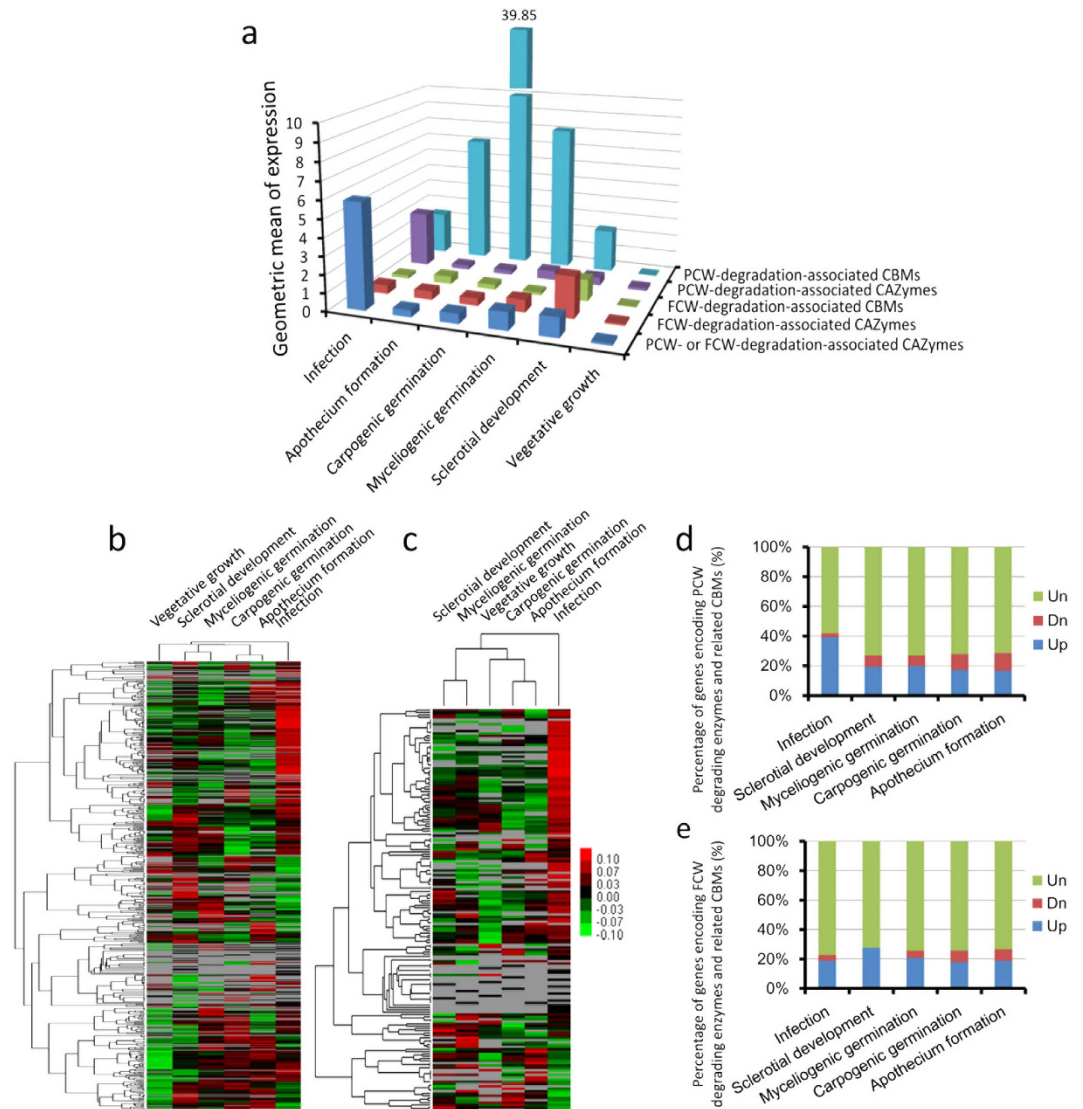 a
39.85
Geometric mean of expression
10
9
8
7
6
5
4
3
2
1
0
Infection
Apothecium formation
Carpogenic germination
Myceliogenic germination
Sclerotial development
Vegetative growth
PCW-degradation-associated CBMs
PCW-degradation-associated CAZymes
FCW-degradation-associated CBMs
FCW-degradation-associated CAZymes
PCW- or FCW-degradation-associated CAZymes
b
Vegetative growth
Sclerotial development
Myceliogenic germination
Carpogenic germination
Apothecium formation
Infection
c
Sclerotial development
Myceliogenic germination
Vegetative growth
Carpogenic germination
Apothecium formation
Infection
0.10
0.07
0.03
0.00
-0.03
-0.07
-0.10
d
Percentage of genes encoding PCW
degrading enzymes and related CBMs (%)
100%
80%
60%
40%
20%
0%
Un
Dn
Up
Infection
Sclerotial development
Myceliogenic germination
Carpogenic germination
Apothecium formation
e
Percentage of genes encoding FCW
degrading enzymes and related CBMs (%)
100%
80%
60%
40%
20%
0%
Un
Dn
Up
Infection
Sclerotial development
Myceliogenic germination
Carpogenic germination
Apothecium formation